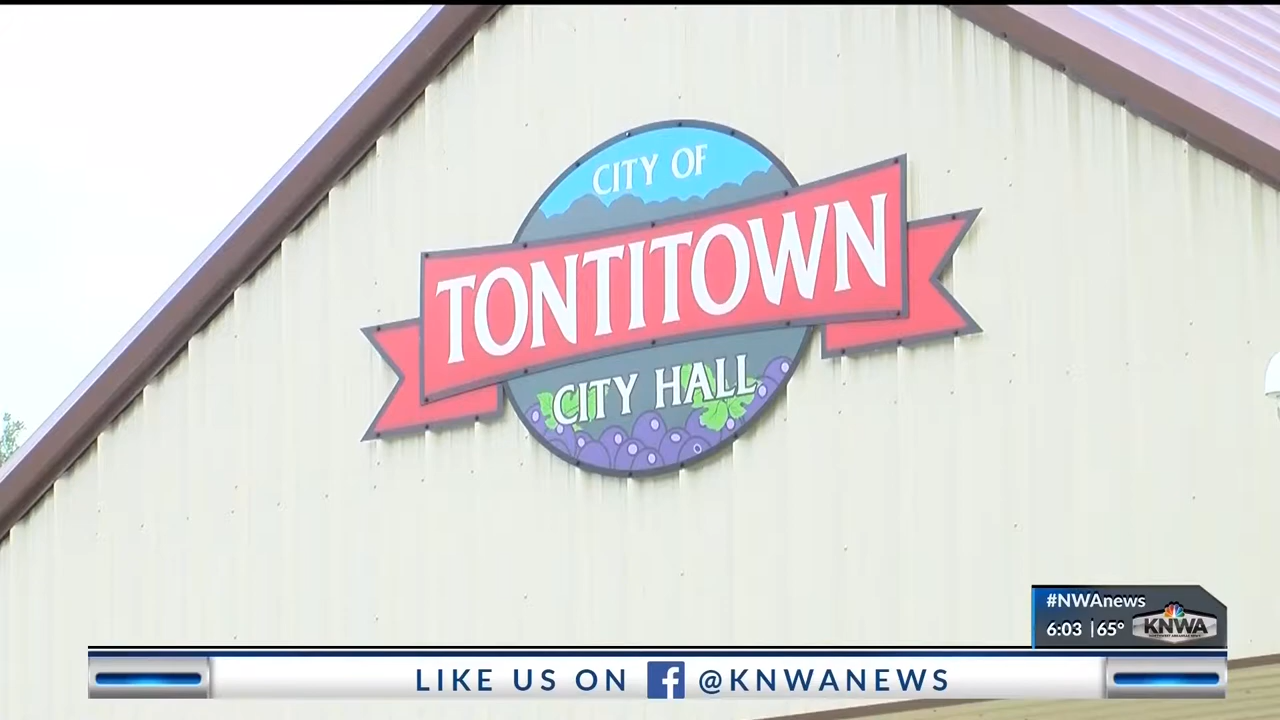 CITY OF
TONTITOWN
CITY HALL
#NWAnews
6:03 | 65°
KNWA
LIKE US ON f @KNWANEWS